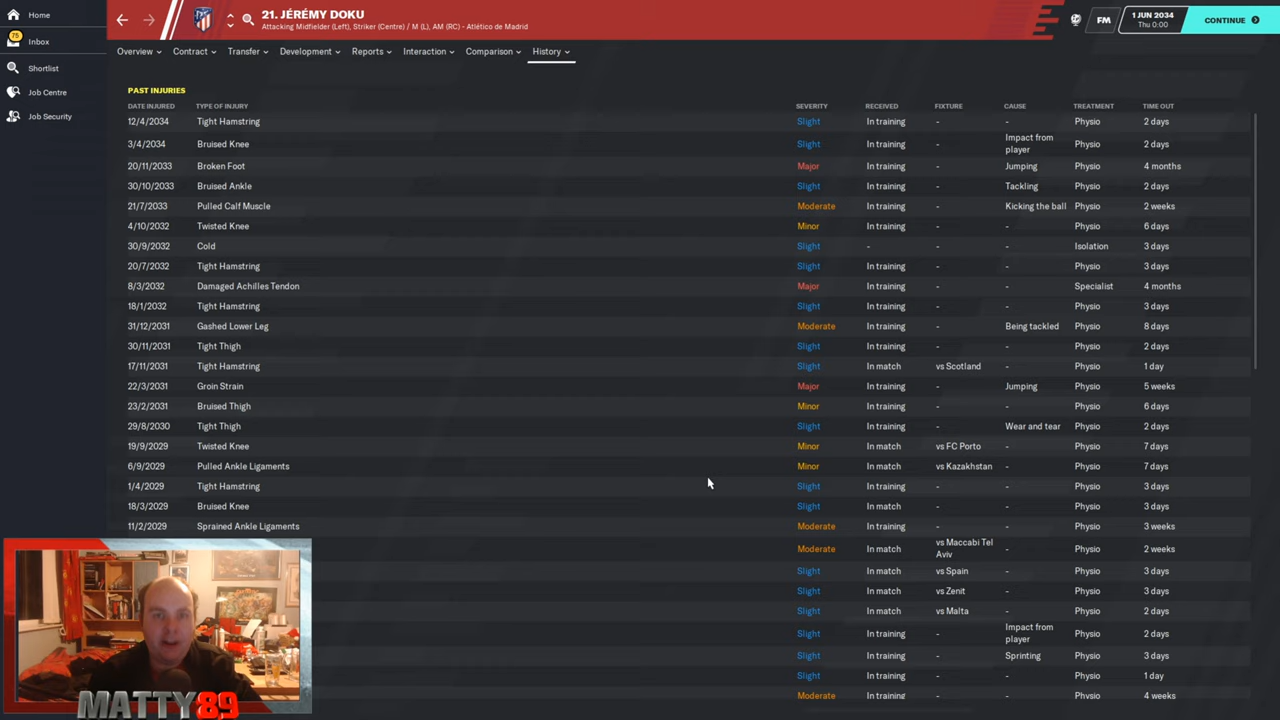 Home
75
Inbox
Shortlist
Job Centre
Job Security
21. JÉRÉMY DOKU
Attacking Midfielder (Left), Striker (Centre) / M (L), AM (RC) - Atlético de Madrid
FM
1 JUN 2034
Thu 0:00
CONTINUE
Overview Contract Transfer Development Reports Interaction Comparison History
PAST INJURIES
DATE INJURED TYPE OF INJURY SEVERITY RECEIVED FIXTURE CAUSE TREATMENT TIME OUT
12/4/2034 Tight Hamstring Slight In training - - Physio 2 days
3/4/2034 Bruised Knee Slight In training - Impact from player Physio 2 days
20/11/2033 Broken Foot Major In training - Jumping Physio 4 months
30/10/2033 Bruised Ankle Slight In training - Tackling Physio 2 days
21/7/2033 Pulled Calf Muscle Moderate In training - Kicking the ball Physio 2 weeks
4/10/2032 Twisted Knee Minor In training - - Physio 6 days
30/9/2032 Cold Slight - - - Isolation 3 days
20/7/2032 Tight Hamstring Slight In training - - Physio 3 days
8/3/2032 Damaged Achilles Tendon Major In training - - Specialist 4 months
18/1/2032 Tight Hamstring Slight In training - - Physio 3 days
31/12/2031 Gashed Lower Leg Moderate In training - Being tackled Physio 8 days
30/11/2031 Tight Thigh Slight In training - - Physio 2 days
17/11/2031 Tight Hamstring Slight In match vs Scotland - Physio 1 day
22/3/2031 Groin Strain Major In training - Jumping Physio 5 weeks
23/2/2031 Bruised Thigh Minor In training - - Physio 6 days
29/8/2030 Tight Thigh Slight In training - Wear and tear Physio 2 days
19/9/2029 Twisted Knee Minor In match vs FC Porto - Physio 7 days
6/9/2029 Pulled Ankle Ligaments Minor In match vs Kazakhstan - Physio 7 days
1/4/2029 Tight Hamstring Slight In training - - Physio 3 days
18/3/2029 Bruised Knee Slight In match - - Physio 3 days
11/2/2029 Sprained Ankle Ligaments Moderate In training - - Physio 3 weeks
Moderate In match vs Maccabi Tel Aviv - Physio 2 weeks
Slight In match vs Spain - Physio 3 days
Slight In match vs Zenit - Physio 3 days
Slight In match vs Malta - Physio 2 days
Slight In training - Impact from player Physio 2 days
Slight In training - Sprinting Physio 3 days
Slight In training - - Physio 1 day
Moderate In training - - Physio 4 weeks
MATTY89